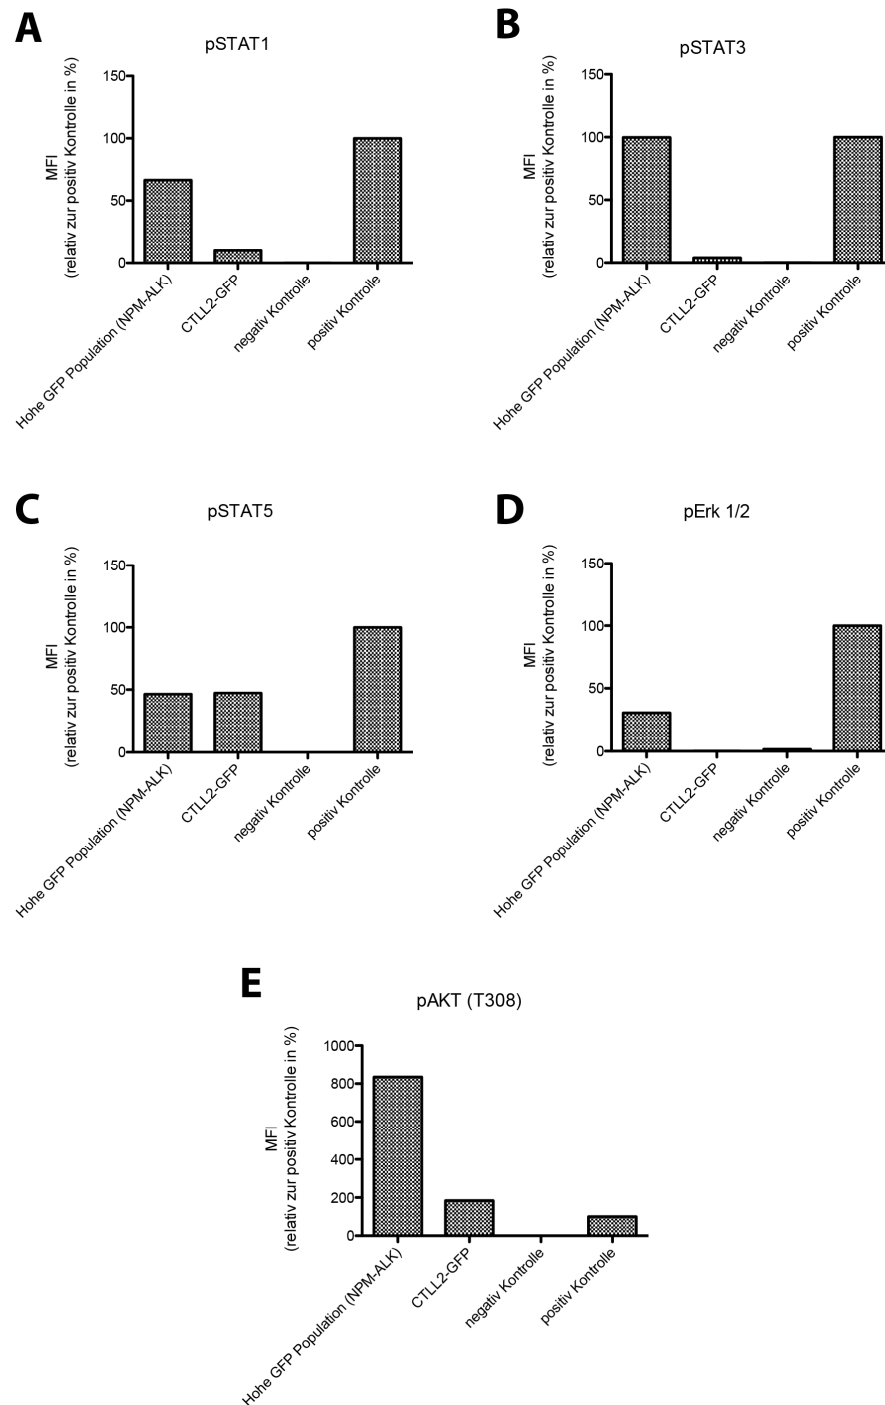 A
pSTAT1
MFI
(relativ zur positiv Kontrolle in %)
150
100
50
0
Hohe GFP Population (NPM-ALK)
CTLL2-GFP
negativ Kontrolle
positiv Kontrolle
B
pSTAT3
MFI
(relativ zur positiv Kontrolle in %)
150
100
50
0
Hohe GFP Population (NPM-ALK)
CTLL2-GFP
negativ Kontrolle
positiv Kontrolle
C
pSTAT5
MFI
(relativ zur positiv Kontrolle in %)
150
100
50
0
Hohe GFP Population (NPM-ALK)
CTLL2-GFP
negativ Kontrolle
positiv Kontrolle
D
pErk 1/2
MFI
(relativ zur positiv Kontrolle in %)
150
100
50
0
Hohe GFP Population (NPM-ALK)
CTLL2-GFP
negativ Kontrolle
positiv Kontrolle
E
pAKT (T308)
MFI
(relativ zur positiv Kontrolle in %)
1000
800
600
400
200
0
Hohe GFP Population (NPM-ALK)
CTLL2-GFP
negativ Kontrolle
positiv Kontrolle